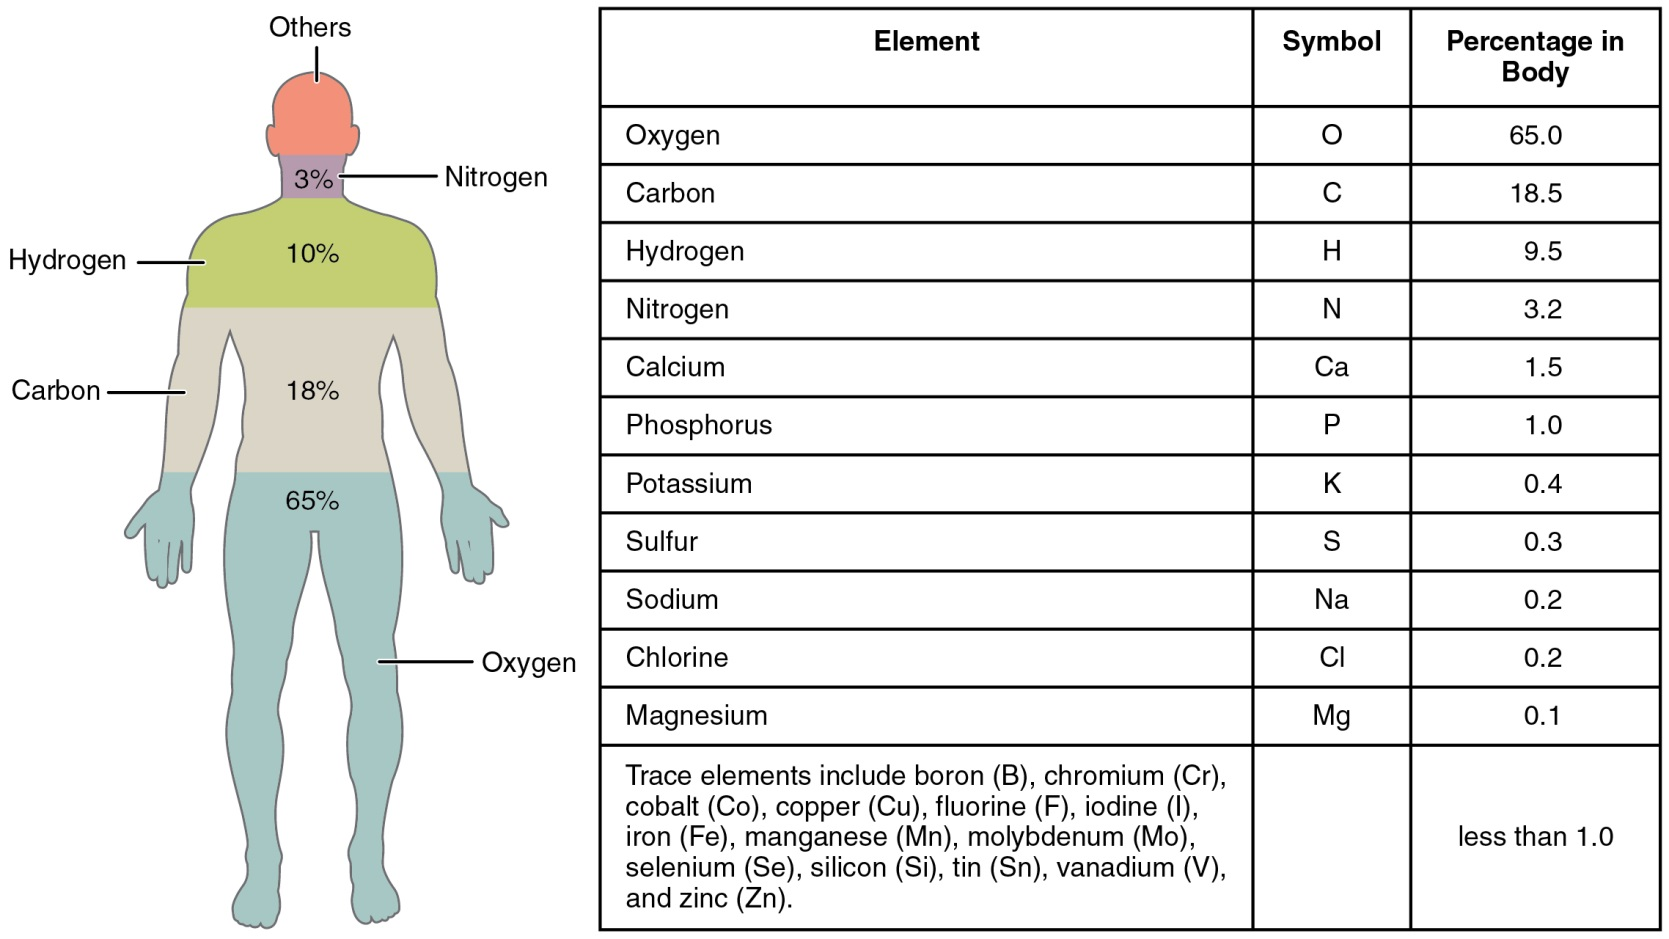 Others
3%
Nitrogen
10%
Hydrogen
Carbon
18%
65%
Oxygen
Element Symbol Percentage in
Body
Oxygen O 65.0
Carbon C 18.5
Hydrogen H 9.5
Nitrogen N 3.2
Calcium Ca 1.5
Phosphorus P 1.0
Potassium K 0.4
Sulfur S 0.3
Sodium Na 0.2
Chlorine Cl 0.2
Magnesium Mg 0.1
Trace elements include boron (B), chromium (Cr),
cobalt (Co), copper (Cu), fluorine (F), iodine (I),
iron (Fe), manganese (Mn), molybdenum (Mo),
selenium (Se), silicon (Si), tin (Sn), vanadium (V),
and zinc (Zn).
less than 1.0